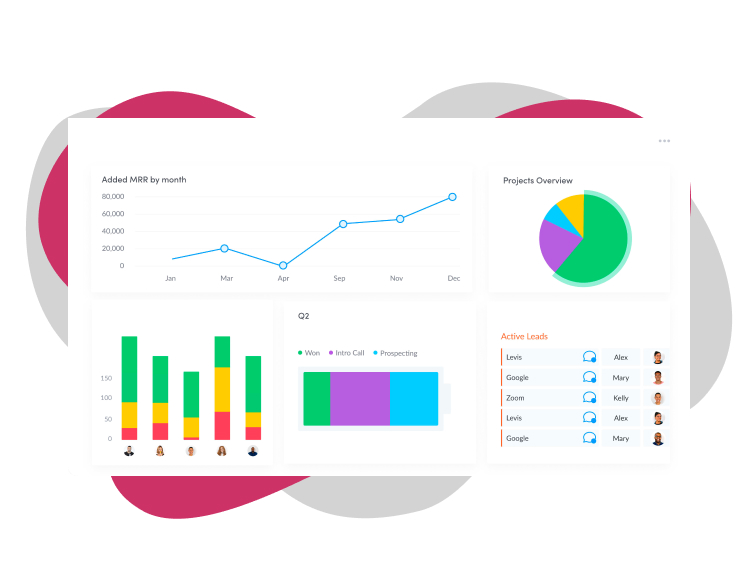 Added MRR by month
80,000
60,000
40,000
20,000
0
Jan Mar Apr Sep Nov Dec
Projects Overview
150
100
50
0
Q2
Won Intro Call Prospecting
Active Leads
Levis Alex
Google Mary
Zoom Kelly
Levis Alex
Google Mary